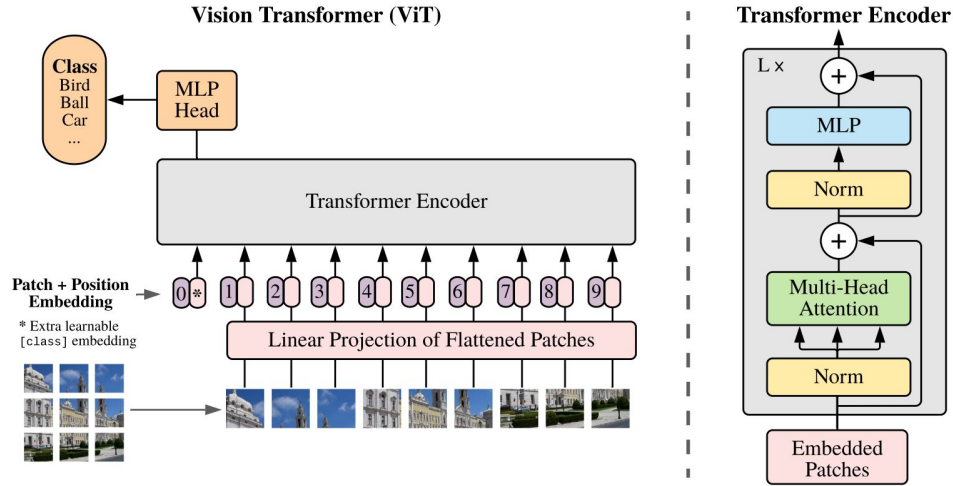 Vision Transformer (ViT)
Class
Bird
Ball
Car
...
MLP
Head
Transformer Encoder
Patch + Position
Embedding
0 * 1 2 3 4 5 6 7 8 9
* Extra learnable
[class] embedding
Linear Projection of Flattened Patches
Transformer Encoder
L ×
+
MLP
Norm
+
Multi-Head
Attention
Norm
Embedded
Patches